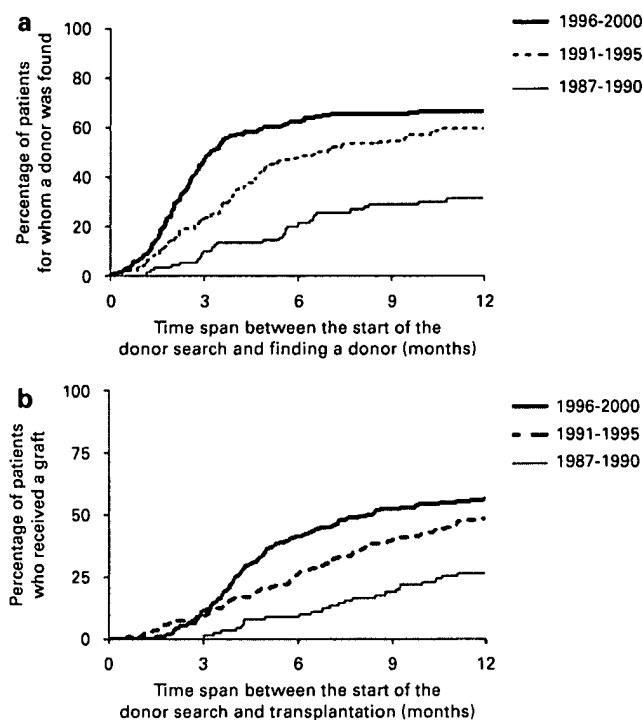 a
1996-2000
1991-1995
1987-1990
Percentage of patients
for whom a donor was found
100
80
60
40
20
0
0 3 6 9 12
Time span between the start of the
donor search and finding a donor (months)
b
1996-2000
1991-1995
1987-1990
Percentage of patients
who received a graft
100
75
50
25
0
0 3 6 9 12
Time span between the start of the
donor search and transplantation (months)